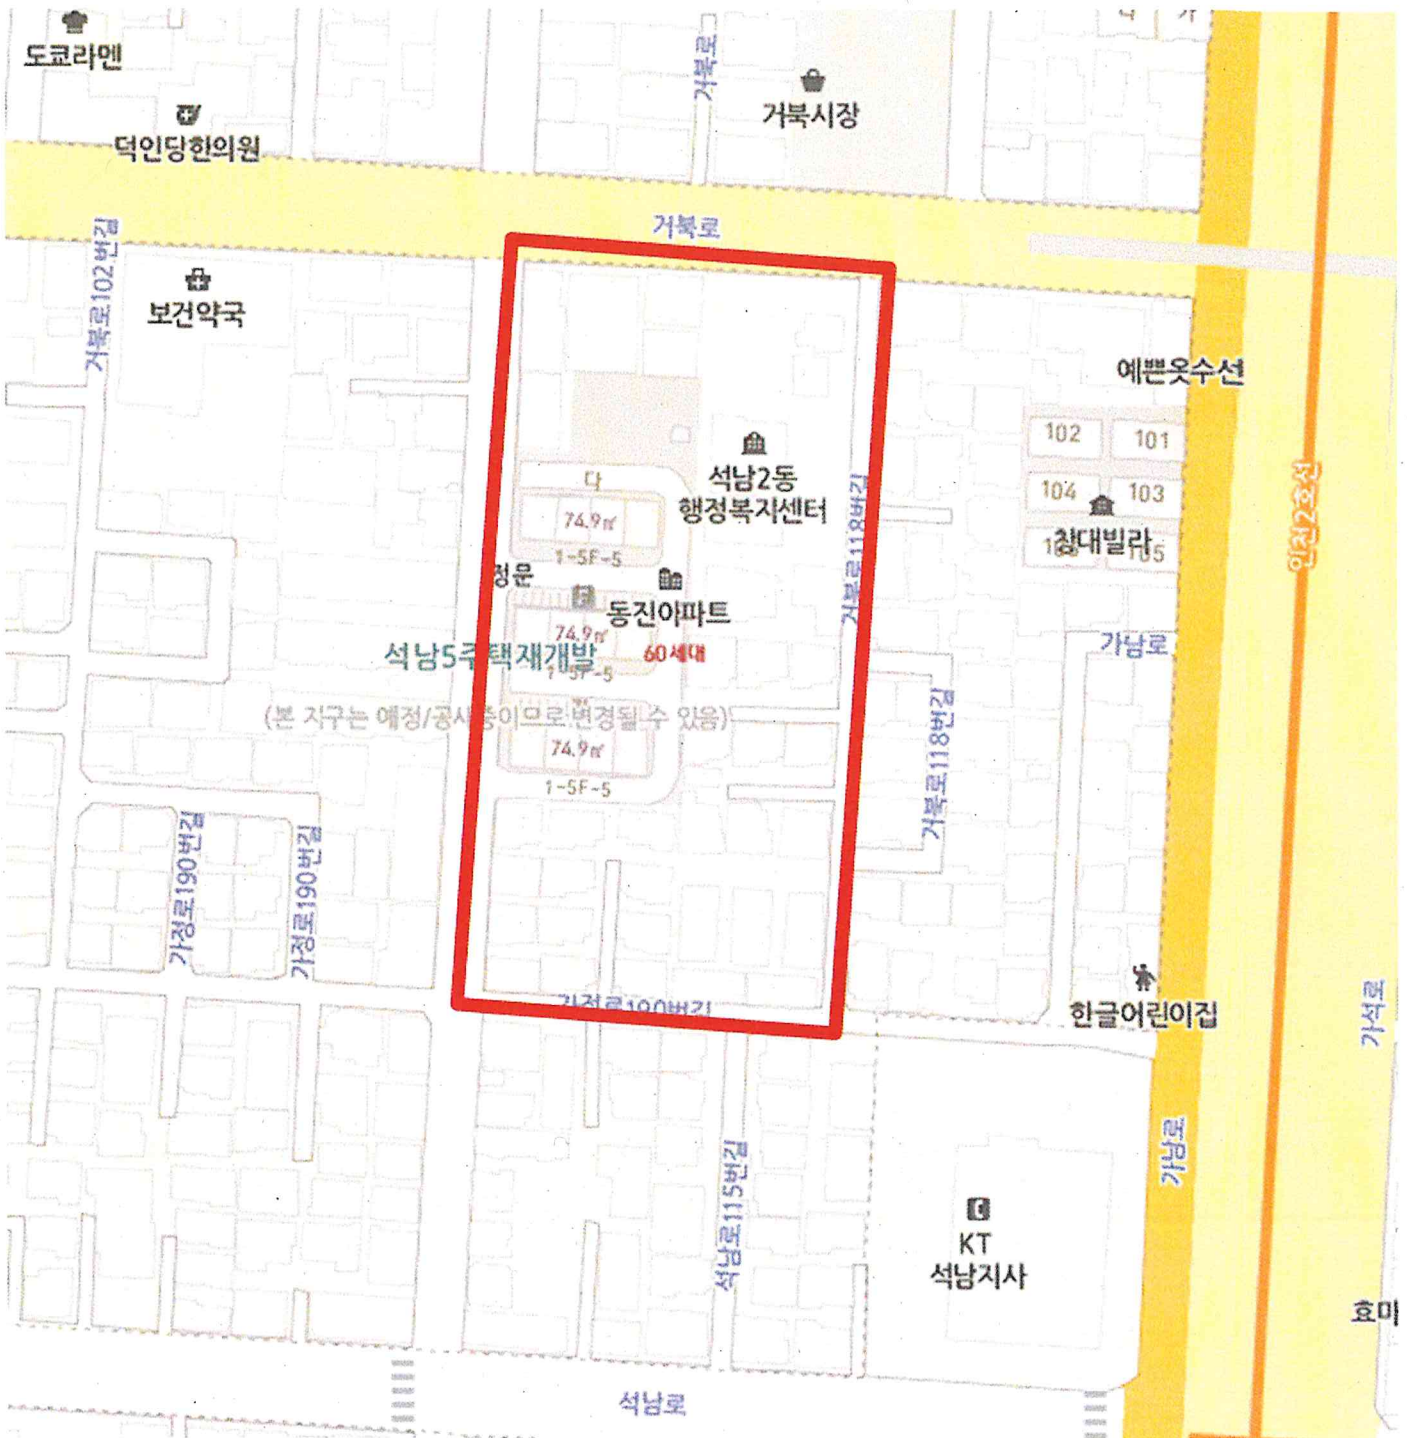 나 가
도쿄라멘
거북로
거북시장
덕인당한의원
거북로
거북로102번길
보건약국
예쁜옷수선
102 101
104 103
105
인천2호선
석남2동
행정복지센터
다
74.9㎡
1-5F-5
거북로118번길
정문
동진아파트
74.9㎡
60세대
석남5주택재개발
1-5F-5
가남로
(본 지구는 예정/공사중이므로 변경될 수 있음)
74.9㎡
1-5F-5
거북로118번길
가정로190번길
가정로190번길
가정로190번길
한글어린이집
가석로
가남로
석남로115번길
KT
석남지사
효마
석남로